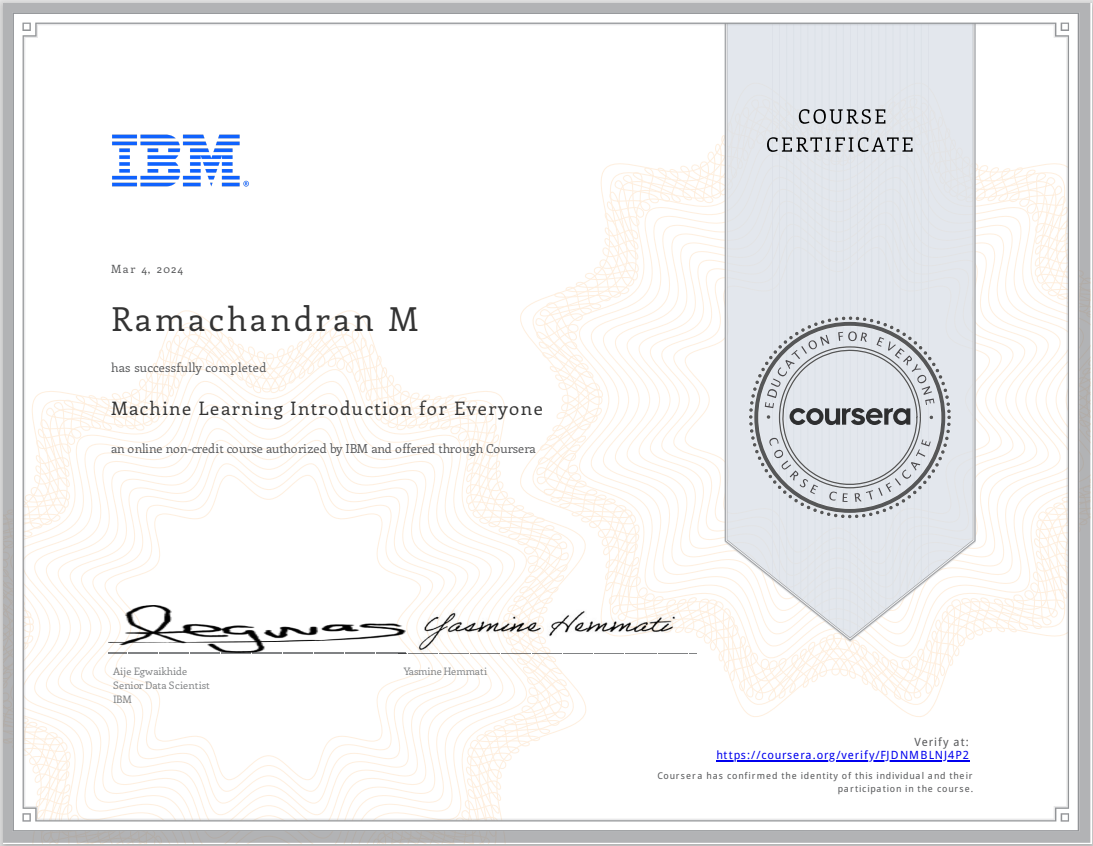 COURSE
CERTIFICATE
IBM®
Mar 4, 2024
Ramachandran M
has successfully completed
Machine Learning Introduction for Everyone
an online non-credit course authorized by IBM and offered through Coursera
EDUCATION FOR EVERYONE
coursera
COURSE CERTIFICATE
Yasmine Hemmati
Aije Egwaikhide
Senior Data Scientist
IBM
Yasmine Hemmati
Verify at:
https://coursera.org/verify/FJDNMBLNJ4P2
Coursera has confirmed the identity of this individual and their
participation in the course.